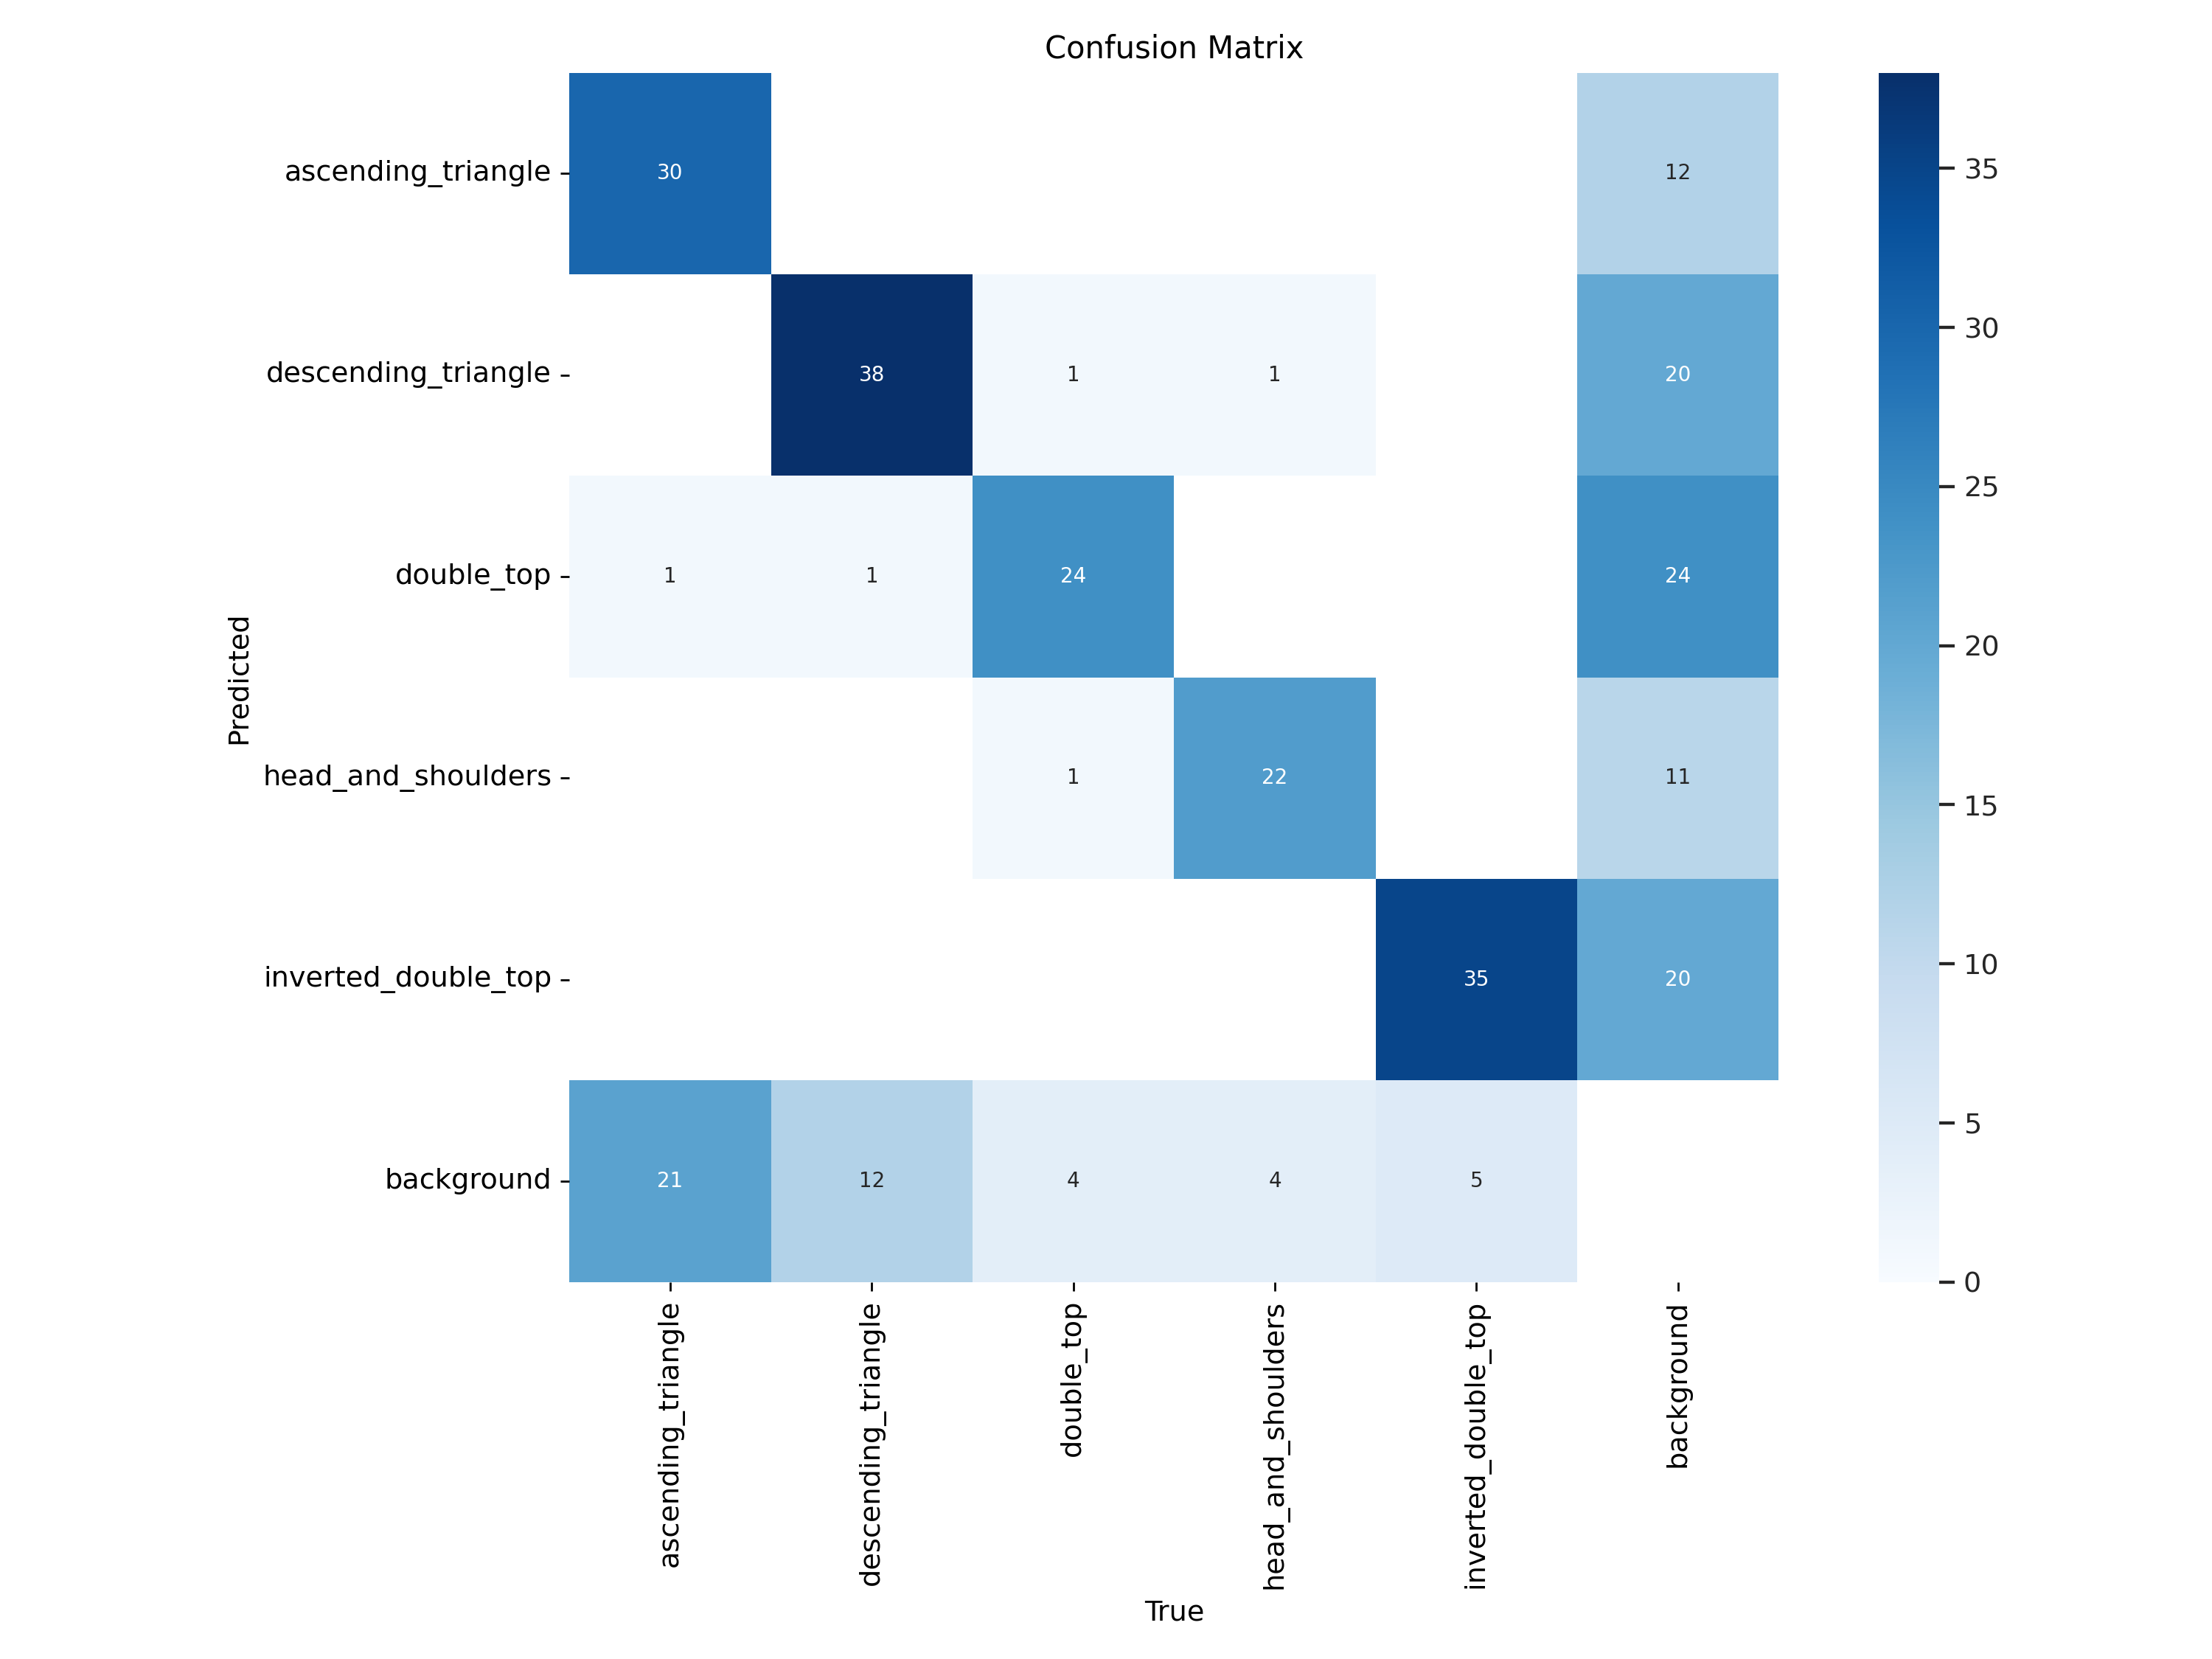 Confusion Matrix
Predicted
ascending_triangle
30
12
descending_triangle
38
1
1
20
double_top
1
1
24
24
head_and_shoulders
1
22
11
inverted_double_top
35
20
background
21
12
4
4
5
ascending_triangle
descending_triangle
double_top
head_and_shoulders
inverted_double_top
background
True
35
30
25
20
15
10
5
0